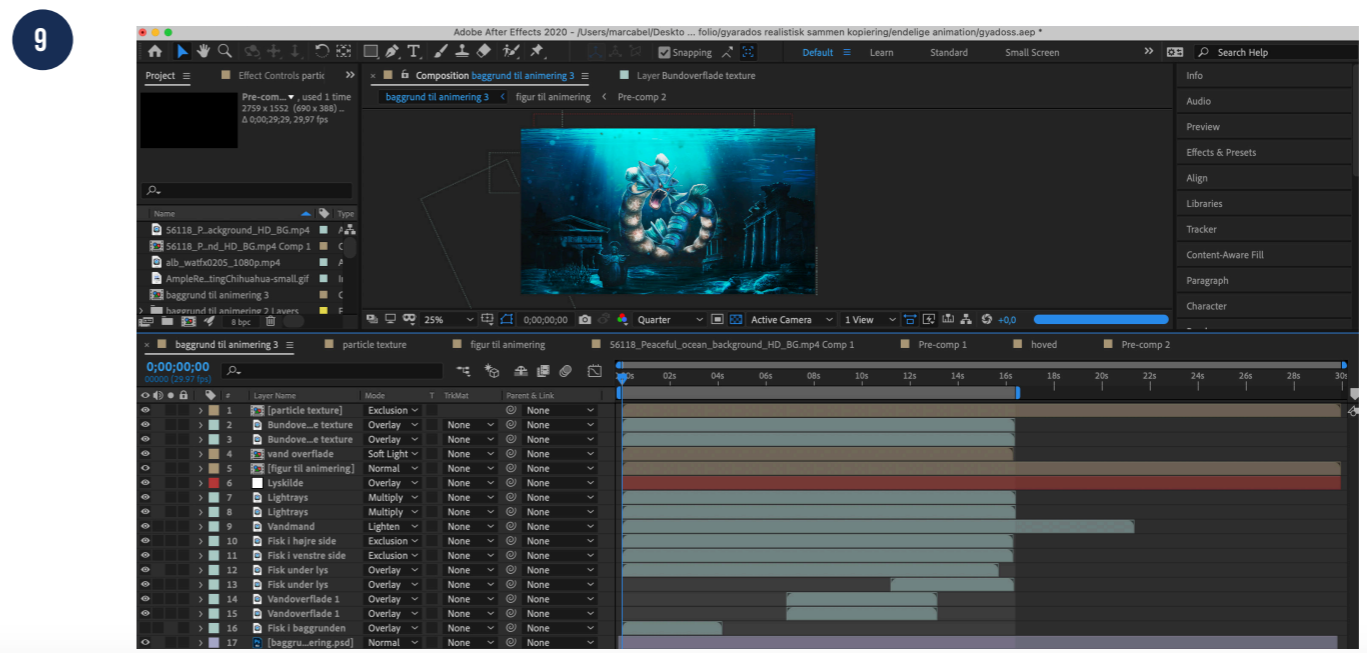 9
Adobe After Effects 2020 - /Users/marcabel/Deskto ... folio/gyarados realistisk sammen kopiering/endelige animation/gyadoss.aep *
Snapping Default Learn Standard Small Screen Search Help
Project Effect Controls partic Composition baggrund til animering 3 Layer Bundoverflade texture
Info
Pre-com... , used 1 time
baggrund til animering 3 figur til animering Pre-comp 2
2759 x 1552 (690 x 388) ...
Δ 0;00;29;29, 29,97 fps)
Audio
Preview
Effects & Presets
Align
Libraries
Tracker
Content-Aware Fill
Paragraph
Character
Name Type
56118_P...ackground_HD_BG.mp4
56118_P...nd_HD_BG.mp4 Comp 1
alb_watfx0205_1080p.mp4
AmpleRe...tingChihuahua-small.gif
baggrund til animering 3
baggrund til animering 2 Layers
8 bpc
25% 0;00;00;00 Quarter Active Camera 1 View +0,0
baggrund til animering 3 particle texture figur til animering 56118_Peaceful_ocean_background_HD_BG.mp4 Comp 1 Pre-comp 1 hoved Pre-comp 2
0;00;00;00
00000 (29.97 fps)
02s 04s 06s 08s 10s 12s 14s 16s 18s 20s 22s 24s 26s 28s 30s
# Layer Name Mode T TrkMat Parent & Link
1 [particle texture] Exclusion None
2 Bundove...e texture Overlay None None
3 Bundove...e texture Overlay None None
4 vand overflade Soft Light None None
5 [figur til animering] Normal None None
6 Lyskilde Overlay None None
7 Lightrays Multiply None None
8 Lightrays Multiply None None
9 Vandmand Lighten None None
10 Fisk i højre side Exclusion None None
11 Fisk i venstre side Exclusion None None
12 Fisk under lys Overlay None None
13 Fisk under lys Overlay None None
14 Vandoverflade 1 Overlay None None
15 Vandoverflade 1 Overlay None None
16 Fisk i baggrunden Overlay None None
17 [baggru...ering.psd] Normal None None